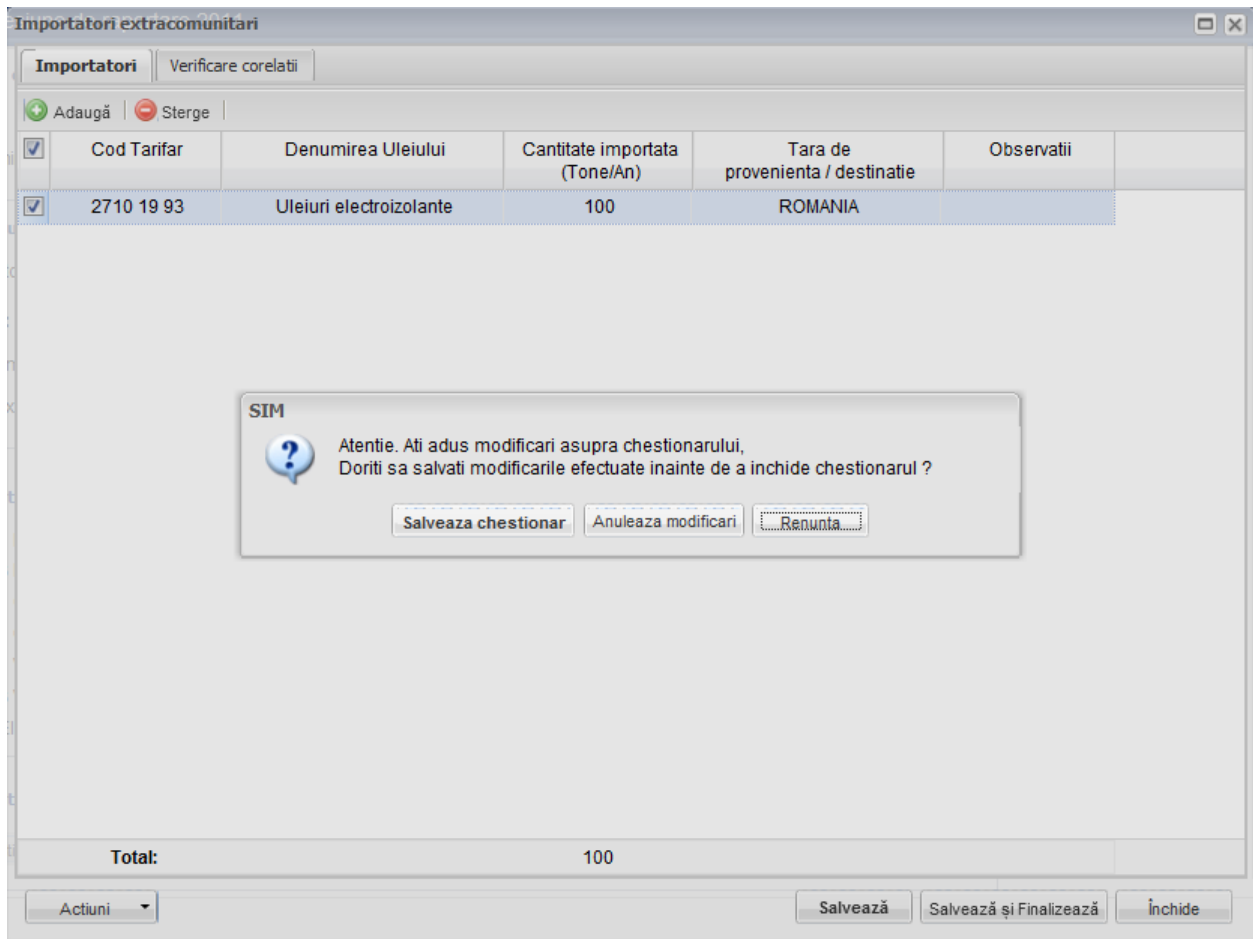 Importatori extracomunitari
Importatori Verificare corelatii
Adaugă Sterge
Cod Tarifar Denumirea Uleiului Cantitate importata (Tone/An) Tara de provenienta / destinatie Observatii
2710 19 93 Uleiuri electroizolante 100 ROMANIA
SIM
Atentie. Ati adus modificari asupra chestionarului,
Doriti sa salvati modificarile efectuate inainte de a inchide chestionarul ?
Salveaza chestionar Anuleaza modificari Renunta
Total: 100
Actiuni Salvează Salvează și Finalizează Închide